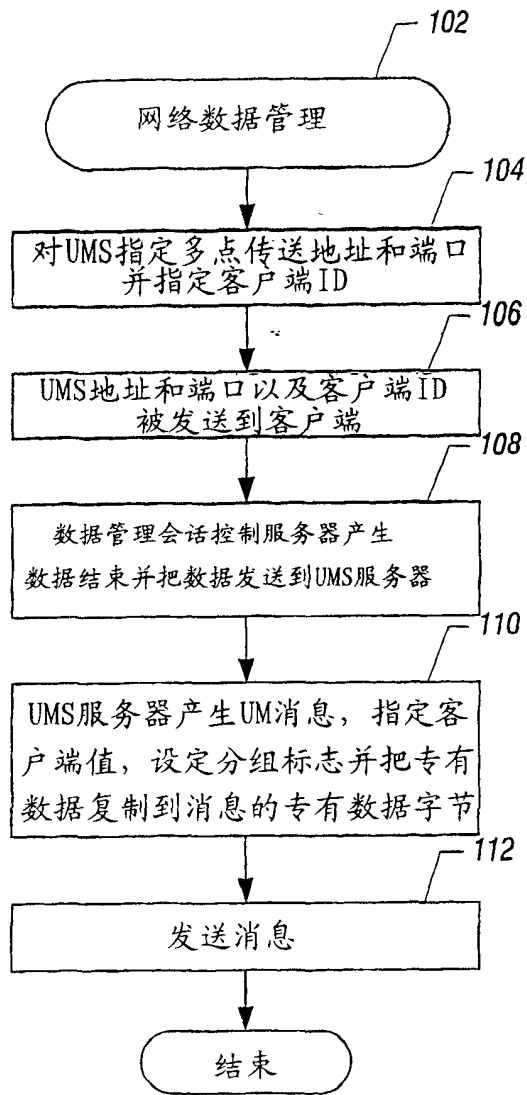 102
网络数据管理
104
对UMS指定多点传送地址和端口
并指定客户端ID
106
UMS地址和端口以及客户端ID
被发送到客户端
108
数据管理会话控制服务器产生
数据结束并把数据发送到UMS服务器
110
UMS服务器产生UM消息，指定客
户端值，设定分组标志并把专有
数据复制到消息的专有数据字节
112
发送消息
结束